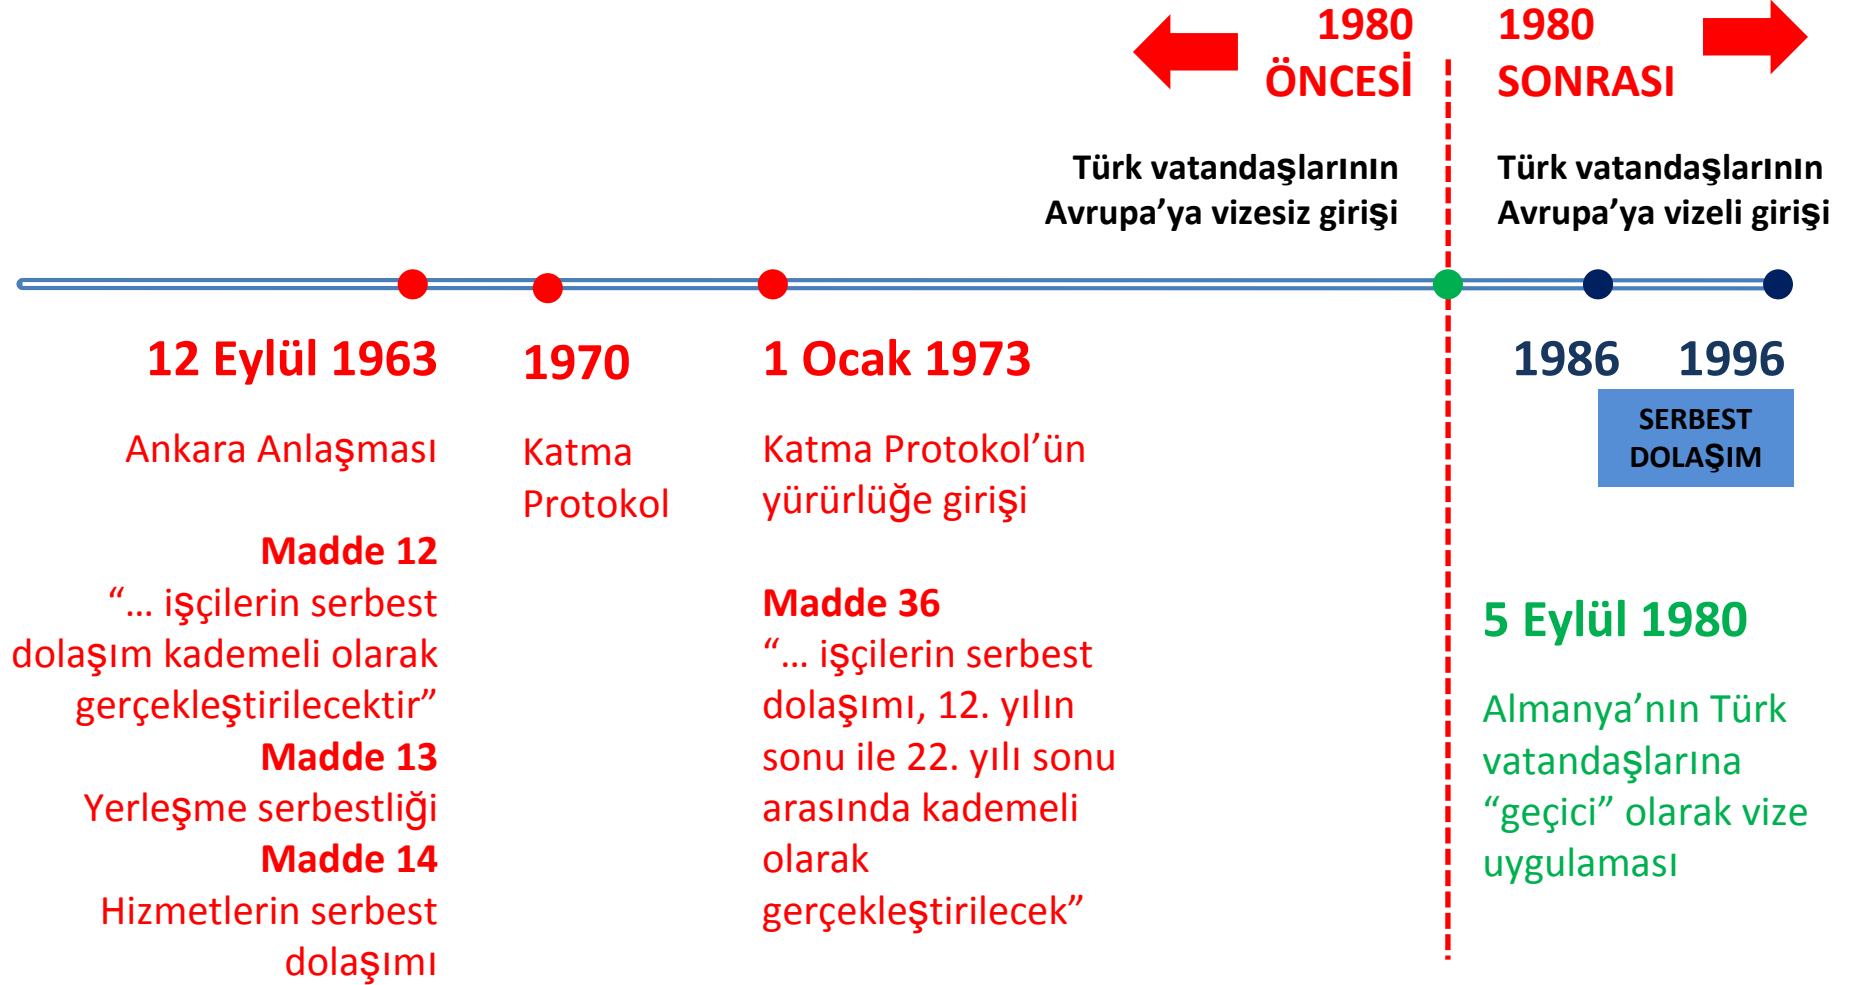 1980
ÖNCESİ
1980
SONRASI
Türk vatandaşlarının
Avrupa’ya vizesiz girişi
Türk vatandaşlarının
Avrupa’ya vizeli girişi
12 Eylül 1963
Ankara Anlaşması
Madde 12
“… işçilerin serbest
dolaşım kademeli olarak
gerçekleştirilecektir”
Madde 13
Yerleşme serbestliği
Madde 14
Hizmetlerin serbest
dolaşımı
1970
Katma
Protokol
1 Ocak 1973
Katma Protokol’ün
yürürlüğe girişi
Madde 36
“… işçilerin serbest
dolaşımı, 12. yılın
sonu ile 22. yılı sonu
arasında kademeli
olarak
gerçekleştirilecek”
1986
1996
SERBEST
DOLAŞIM
5 Eylül 1980
Almanya’nın Türk
vatandaşlarına
“geçici” olarak vize
uygulaması